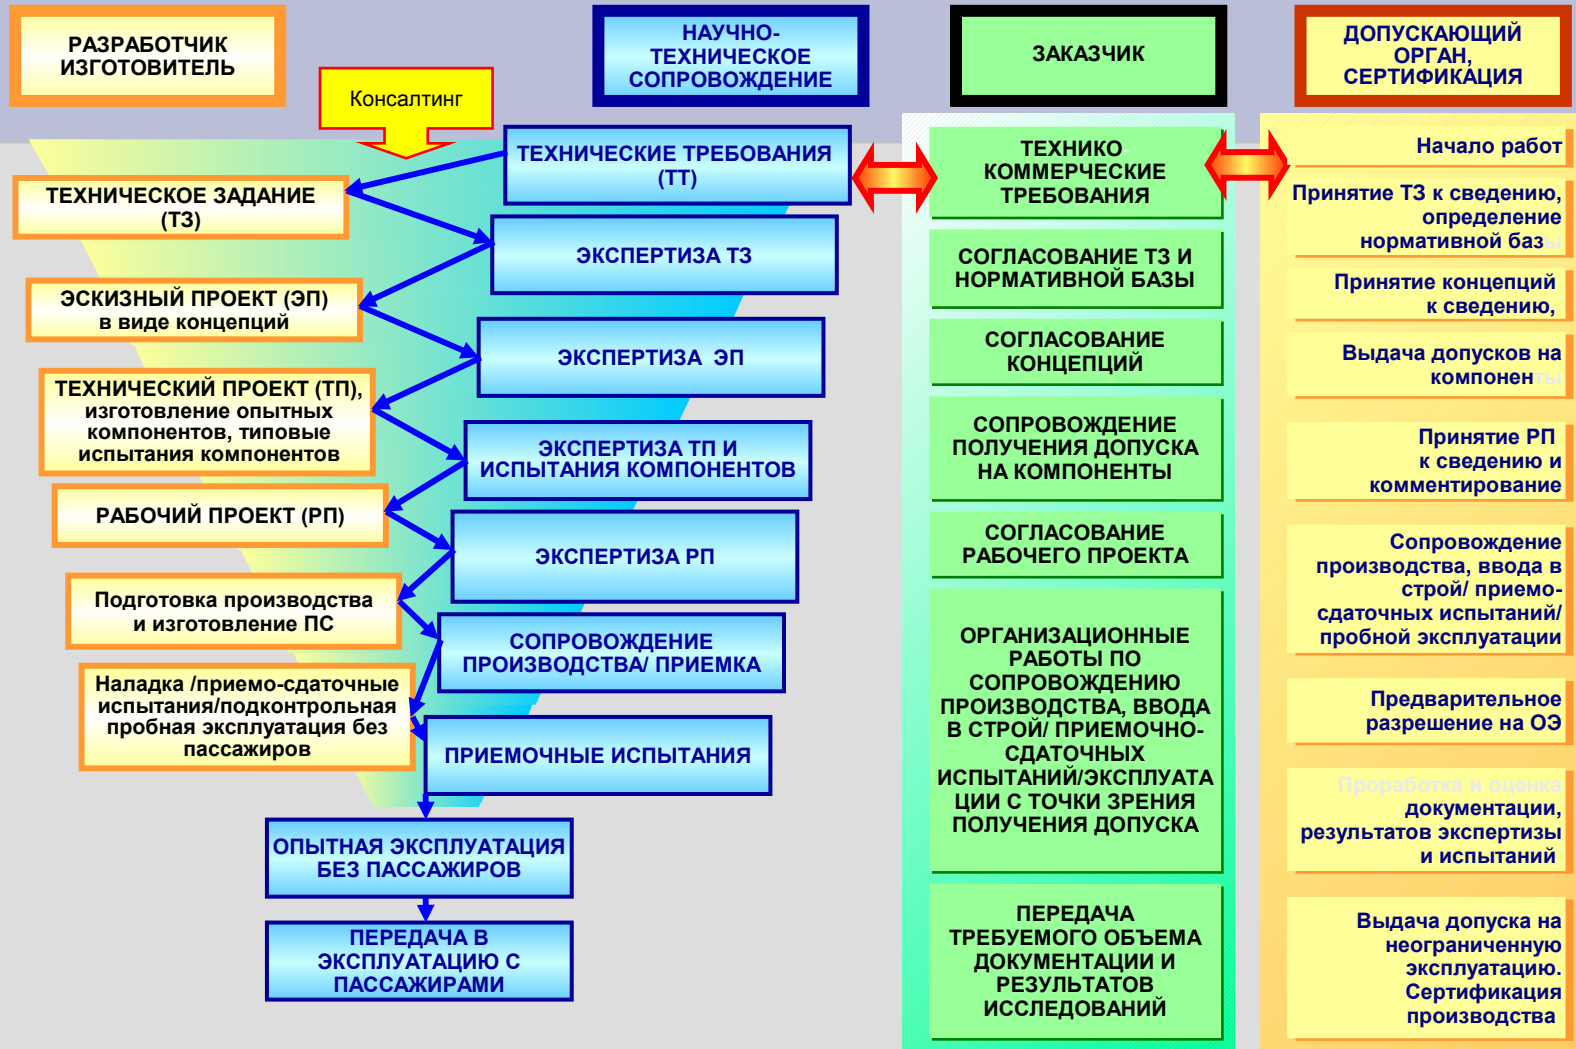 РАЗРАБОТЧИК
ИЗГОТОВИТЕЛЬ
НАУЧНО-
ТЕХНИЧЕСКОЕ
СОПРОВОЖДЕНИЕ
ЗАКАЗЧИК
ДОПУСКАЮЩИЙ
ОРГАН,
СЕРТИФИКАЦИЯ
Консалтинг
ТЕХНИЧЕСКИЕ ТРЕБОВАНИЯ
(ТТ)
ТЕХНИЧЕСКОЕ ЗАДАНИЕ
(ТЗ)
ЭКСПЕРТИЗА ТЗ
ЭСКИЗНЫЙ ПРОЕКТ (ЭП)
в виде концепций
ЭКСПЕРТИЗА ЭП
ТЕХНИЧЕСКИЙ ПРОЕКТ (ТП),
изготовление опытных
компонентов, типовые
испытания компонентов
ЭКСПЕРТИЗА ТП И
ИСПЫТАНИЯ КОМПОНЕНТОВ
РАБОЧИЙ ПРОЕКТ (РП)
ЭКСПЕРТИЗА РП
Подготовка производства
и изготовление ПС
СОПРОВОЖДЕНИЕ
ПРОИЗВОДСТВА/ ПРИЕМКА
Наладка /приемо-сдаточные
испытания/подконтрольная
пробная эксплуатация без
пассажиров
ПРИЕМОЧНЫЕ ИСПЫТАНИЯ
ОПЫТНАЯ ЭКСПЛУАТАЦИЯ
БЕЗ ПАССАЖИРОВ
ПЕРЕДАЧА В
ЭКСПЛУАТАЦИЮ С
ПАССАЖИРАМИ
ТЕХНИКО-
КОММЕРЧЕСКИЕ
ТРЕБОВАНИЯ
СОГЛАСОВАНИЕ ТЗ И
НОРМАТИВНОЙ БАЗЫ
СОГЛАСОВАНИЕ
КОНЦЕПЦИЙ
СОПРОВОЖДЕНИЕ
ПОЛУЧЕНИЯ ДОПУСКА
НА КОМПОНЕНТЫ
СОГЛАСОВАНИЕ
РАБОЧЕГО ПРОЕКТА
ОРГАНИЗАЦИОННЫЕ
РАБОТЫ ПО
СОПРОВОЖДЕНИЮ
ПРОИЗВОДСТВА, ВВОДА
В СТРОЙ/ ПРИЕМОЧНО-
СДАТОЧНЫХ
ИСПЫТАНИЙ/ЭКСПЛУАТА
ЦИИ С ТОЧКИ ЗРЕНИЯ
ПОЛУЧЕНИЯ ДОПУСКА
ПЕРЕДАЧА
ТРЕБУЕМОГО ОБЪЕМА
ДОКУМЕНТАЦИИ И
РЕЗУЛЬТАТОВ
ИССЛЕДОВАНИЙ
Начало работ
Принятие ТЗ к сведению,
определение
нормативной базы
Принятие концепций
к сведению,
Выдача допусков на
компоненты
Принятие РП
к сведению и
комментирование
Сопровождение
производства, ввода в
строй/ приемо-
сдаточных испытаний/
пробной эксплуатации
Предварительное
разрешение на ОЭ
Проработка и оценка
документации,
результатов экспертизы
и испытаний
Выдача допуска на
неограниченную
эксплуатацию.
Сертификация
производства